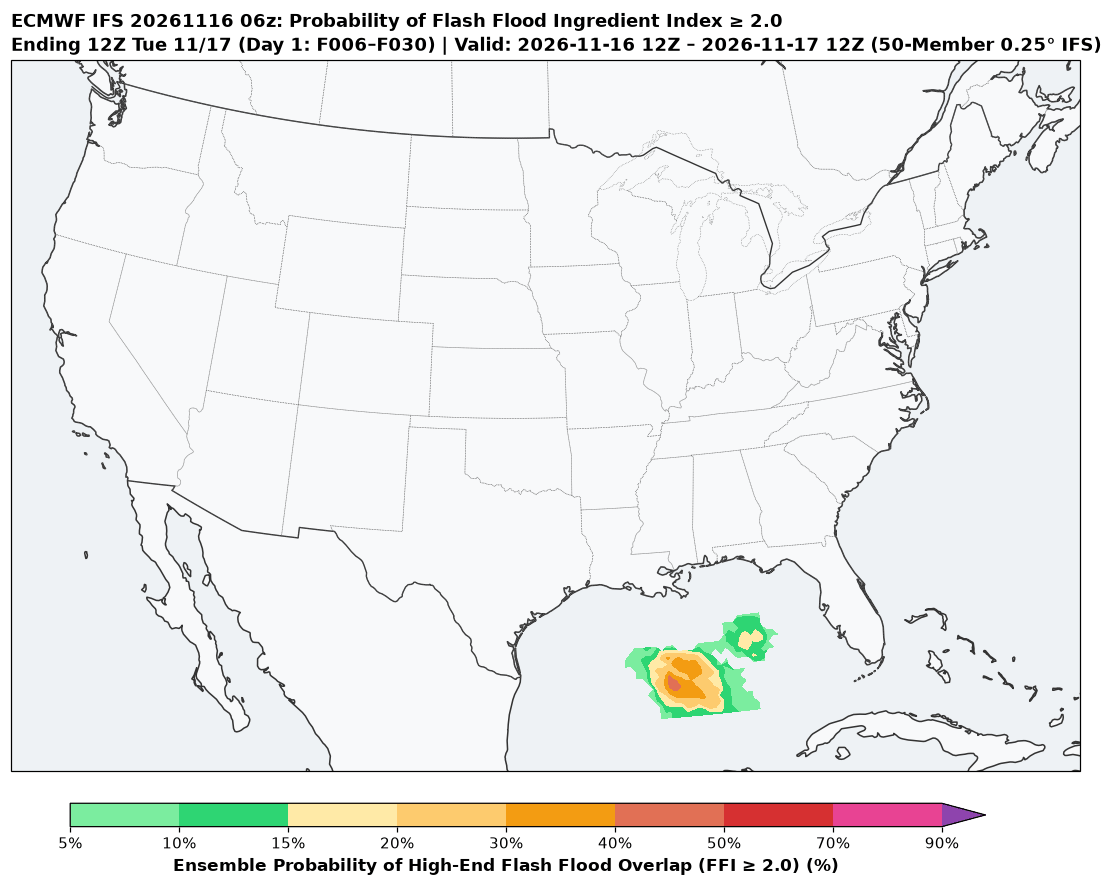 ECMWF IFS 20261116 06z: Probability of Flash Flood Ingredient Index ≥ 2.0
Ending 12Z Tue 11/17 (Day 1: F006–F030) | Valid: 2026-11-16 12Z – 2026-11-17 12Z (50-Member 0.25° IFS)
5% 10% 15% 20% 30% 40% 50% 70% 90%
Ensemble Probability of High-End Flash Flood Overlap (FFI ≥ 2.0) (%)